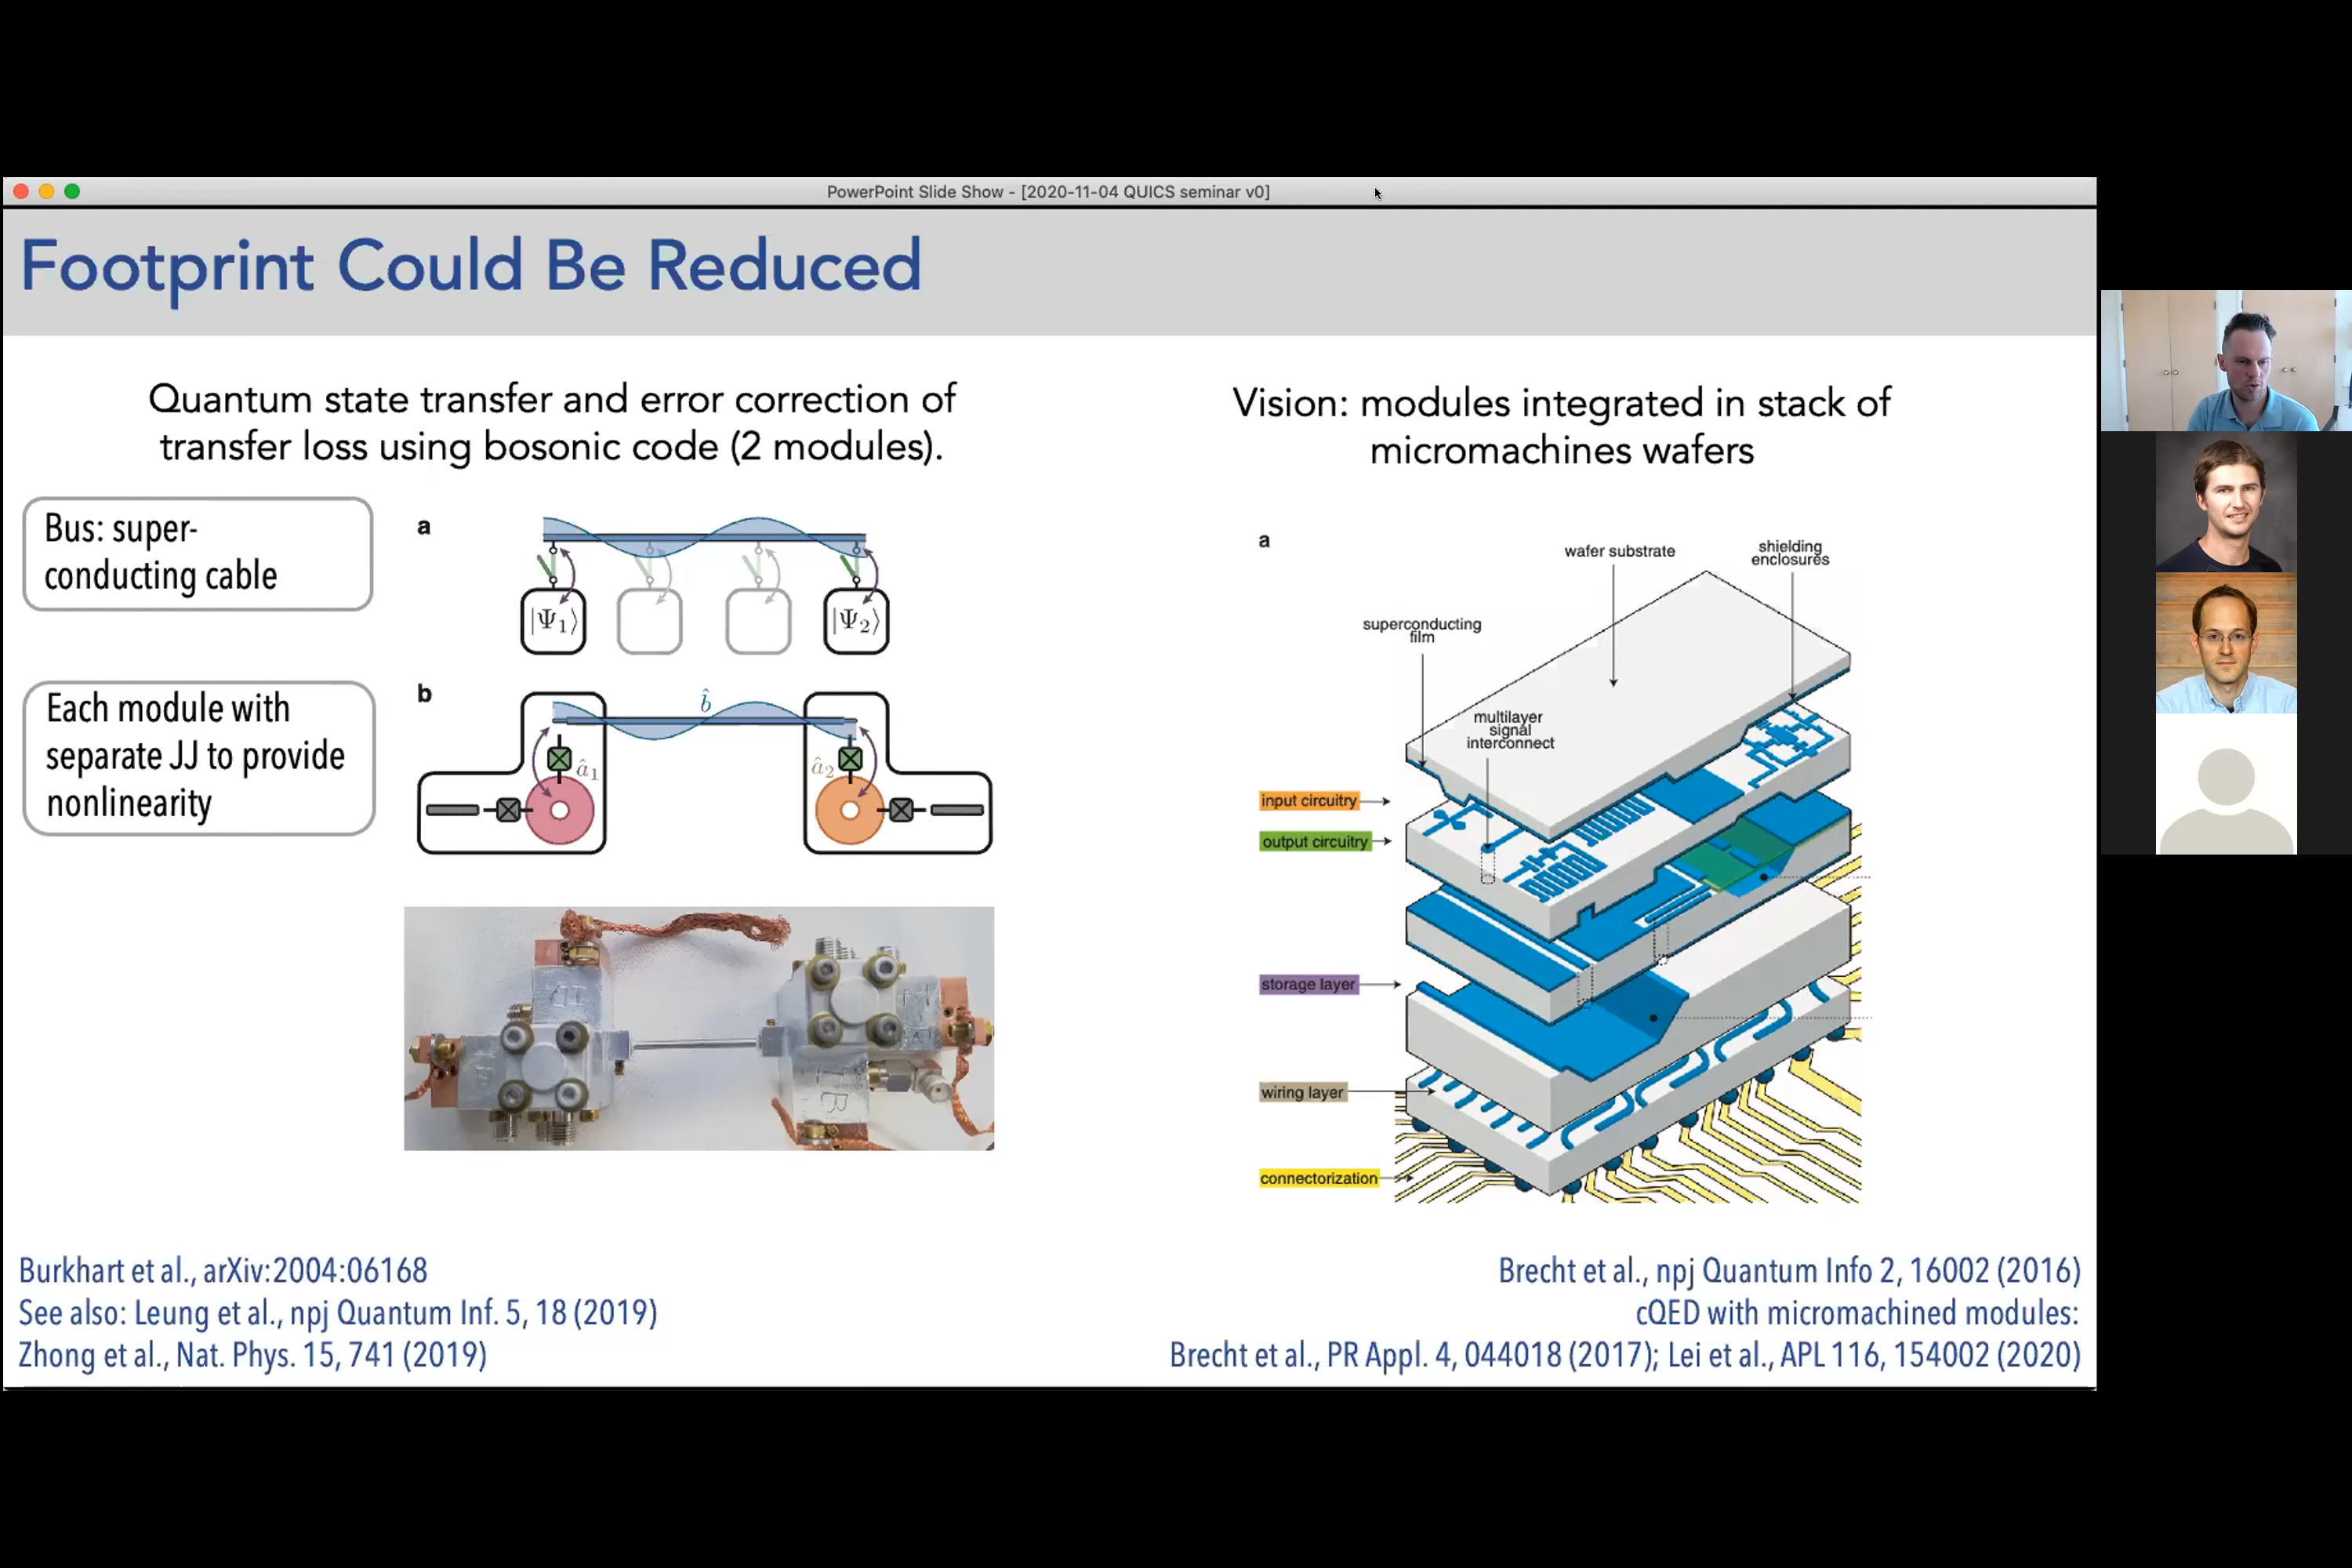 PowerPoint Slide Show - [2020-11-04 QUICS seminar v0]
Footprint Could Be Reduced
Quantum state transfer and error correction of
transfer loss using bosonic code (2 modules).
Bus: super-
conducting cable
Each module with
separate JJ to provide
nonlinearity
a
|Ψ₁⟩
|Ψ₂⟩
b
b̂
â₁
â₂
Burkhart et al., arXiv:2004:06168
See also: Leung et al., npj Quantum Inf. 5, 18 (2019)
Zhong et al., Nat. Phys. 15, 741 (2019)
Vision: modules integrated in stack of
micromachines wafers
a
wafer substrate
shielding
enclosures
superconducting
film
multilayer
signal
interconnect
input circuitry
output circuitry
storage layer
wiring layer
connectorization
Brecht et al., npj Quantum Info 2, 16002 (2016)
cQED with micromachined modules:
Brecht et al., PR Appl. 4, 044018 (2017); Lei et al., APL 116, 154002 (2020)